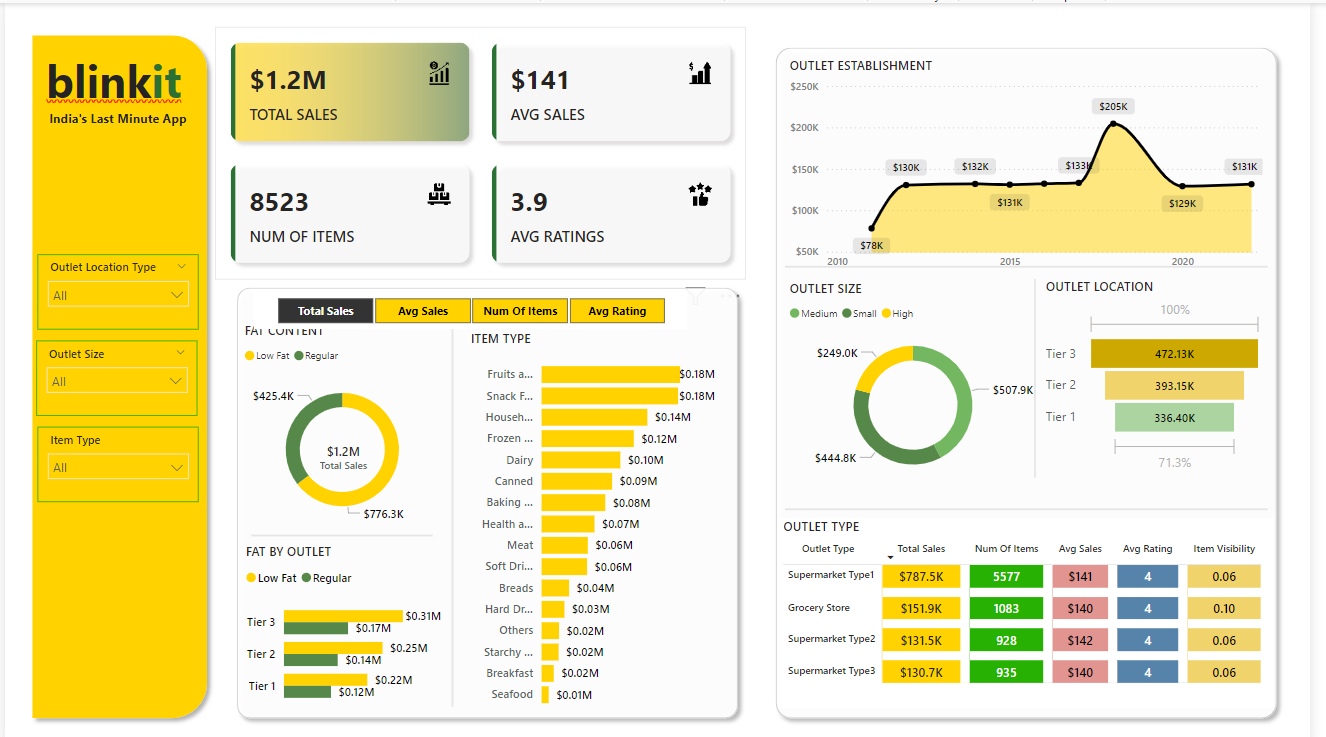 blinkit
India's Last Minute App
Outlet Location Type
All
Outlet Size
All
Item Type
All
$1.2M
TOTAL SALES
$141
AVG SALES
8523
NUM OF ITEMS
3.9
AVG RATINGS
Total Sales
Avg Sales
Num Of Items
Avg Rating
FAT CONTENT
Low Fat
Regular
$425.4K
$1.2M
Total Sales
$776.3K
FAT BY OUTLET
Low Fat
Regular
Tier 3
$0.31M
$0.17M
Tier 2
$0.25M
$0.14M
Tier 1
$0.22M
$0.12M
ITEM TYPE
Fruits a... $0.18M
Snack F... $0.18M
Househ... $0.14M
Frozen ... $0.12M
Dairy $0.10M
Canned $0.09M
Baking ... $0.08M
Health a... $0.07M
Meat $0.06M
Soft Dri... $0.06M
Breads $0.04M
Hard Dr... $0.03M
Others $0.02M
Starchy ... $0.02M
Breakfast $0.02M
Seafood $0.01M
OUTLET ESTABLISHMENT
$250K
$200K
$150K
$100K
$50K
$78K
$130K
$132K
$131K
$133K
$205K
$129K
$131K
2010
2015
2020
OUTLET SIZE
Medium
Small
High
$249.0K
$507.9K
$444.8K
OUTLET LOCATION
100%
Tier 3 472.13K
Tier 2 393.15K
Tier 1 336.40K
71.3%
OUTLET TYPE
Outlet Type Total Sales Num Of Items Avg Sales Avg Rating Item Visibility
Supermarket Type1 $787.5K 5577 $141 4 0.06
Grocery Store $151.9K 1083 $140 4 0.10
Supermarket Type2 $131.5K 928 $142 4 0.06
Supermarket Type3 $130.7K 935 $140 4 0.06